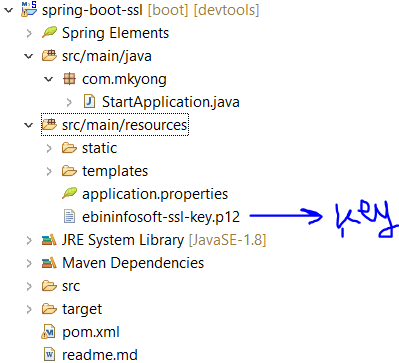 spring-boot-ssl [boot] [devtools]
Spring Elements
src/main/java
com.mkyong
StartApplication.java
src/main/resources
static
templates
application.properties
ebininfosoft-ssl-key.p12 key
JRE System Library [JavaSE-1.8]
Maven Dependencies
src
target
pom.xml
readme.md